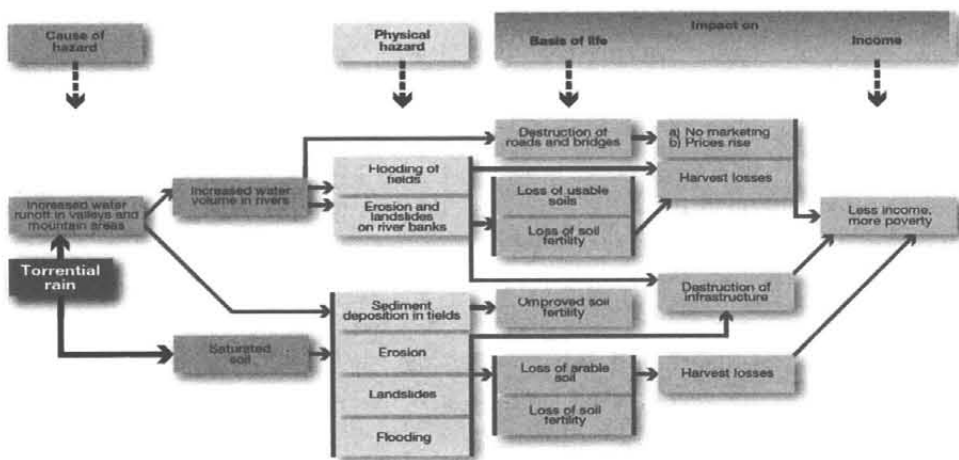 Cause of
hazard
Physical
hazard
Impact on
Basis of life
Income
Destruction of
roads and bridges
a) No marketing
b) Prices rise
Flooding of
fields
Harvest losses
Increased water
volume in rivers
Erosion and
landslides
on river banks
Loss of usable
soils
Loss of soil
fertility
Increased water
runoff in valleys and
mountain areas
Less income,
more poverty
Torrential
rain
Destruction of
infrastructure
Sediment
deposition in fields
soil
fertility
Saturated
soil
Erosion
Loss of arable
soil
Harvest losses
Landslides
Loss of soil
fertility
Flooding